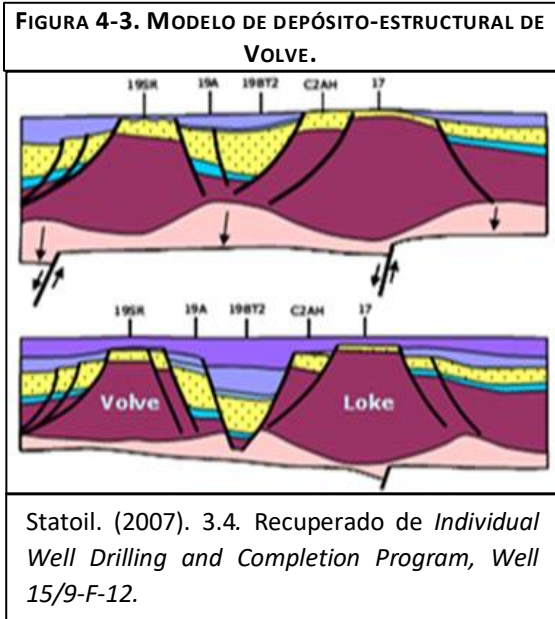 FIGURA 4-3. MODELO DE DEPÓSITO-ESTRUCTURAL DE
VOLVE.
19SR 19A 19BT2 C2AH 17
19SR 19A 19BT2 C2AH 17
Volve Loke
Statoil. (2007). 3.4. Recuperado de Individual
Well Drilling and Completion Program, Well
15/9-F-12.